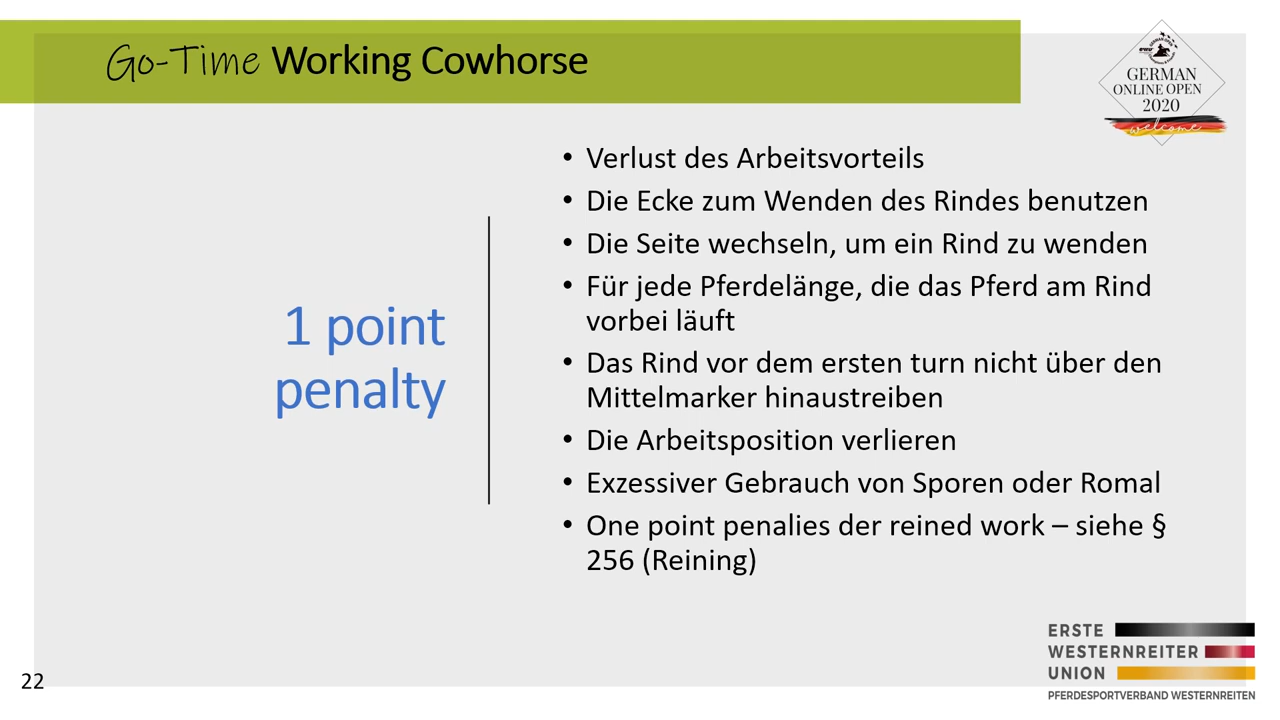 Go-Time Working Cowhorse
GERMAN
ONLINE OPEN
2020
welcome
• Verlust des Arbeitsvorteils
• Die Ecke zum Wenden des Rindes benutzen
• Die Seite wechseln, um ein Rind zu wenden
• Für jede Pferdelänge, die das Pferd am Rind
vorbei läuft
• Das Rind vor dem ersten turn nicht über den
Mittelmarker hinaustreiben
• Die Arbeitsposition verlieren
• Exzessiver Gebrauch von Sporen oder Romal
• One point penalies der reined work – siehe §
256 (Reining)
1 point
penalty
ERSTE
WESTERNREITER
UNION
PFERDESPORTVERBAND WESTERNREITEN
22